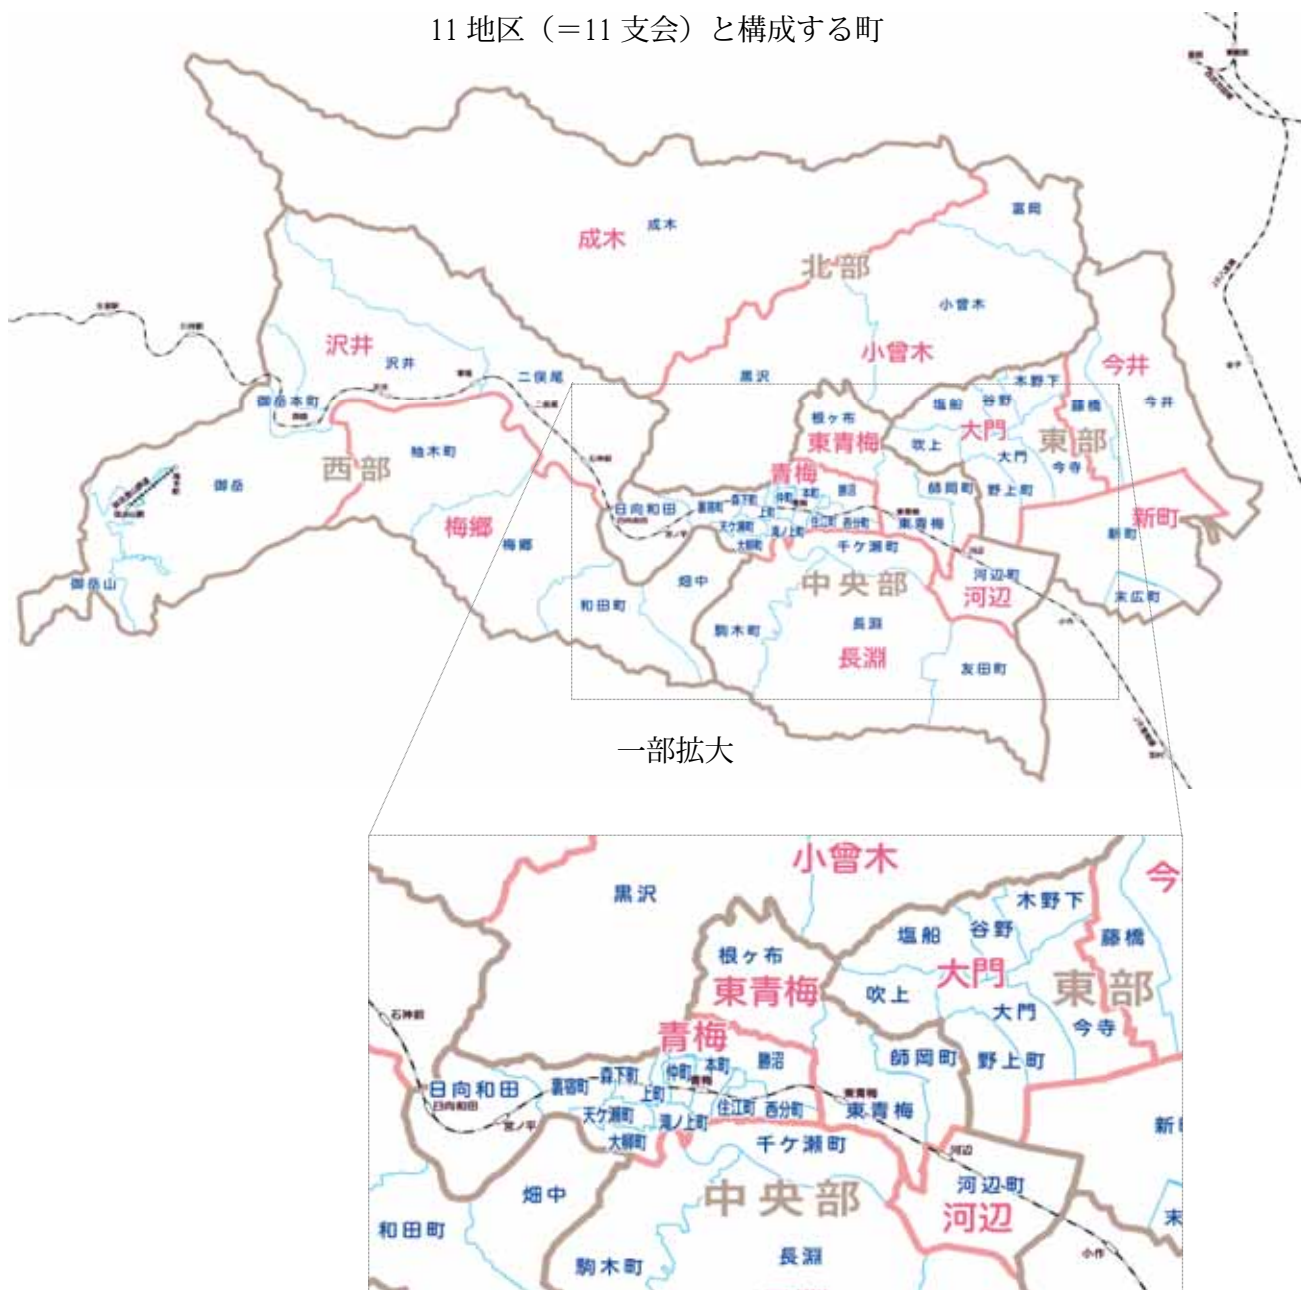 11 地区（＝11 支会）と構成する町
富岡
成木
成木
北部
小曾木
沢井
沢井
小曾木
今井
二俣尾
黒沢
木野下
御岳本町
塩船
谷野
藤橋
今井
根ヶ布
東青梅
大門
東部
吹上
柚木町
西部
大門
今寺
青梅
御岳
師岡町
野上町
森下町
仲町
本町
勝沼
日向和田
裏宿町
上町
新町
梅郷
天ケ瀬町
滝ノ上町
住江町
西分町
東青梅
新町
梅郷
大柳町
千ケ瀬町
河辺町
御岳山
畑中
中央部
河辺
末広町
和田町
駒木町
長淵
長淵
友田町
一部拡大
小曾木
今
黒沢
木野下
塩船
谷野
藤橋
根ヶ布
東青梅
大門
東部
吹上
大門
今寺
石神前
青梅
師岡町
野上町
森下町
仲町
本町
勝沼
日向和田
裏宿町
上町
青梅
日向和田
天ケ瀬町
滝ノ上町
住江町
西分町
東青梅
東青梅
宮ノ平
新
大柳町
千ケ瀬町
河辺
河辺町
畑中
中央部
河辺
末
和田町
駒木町
長淵
小作